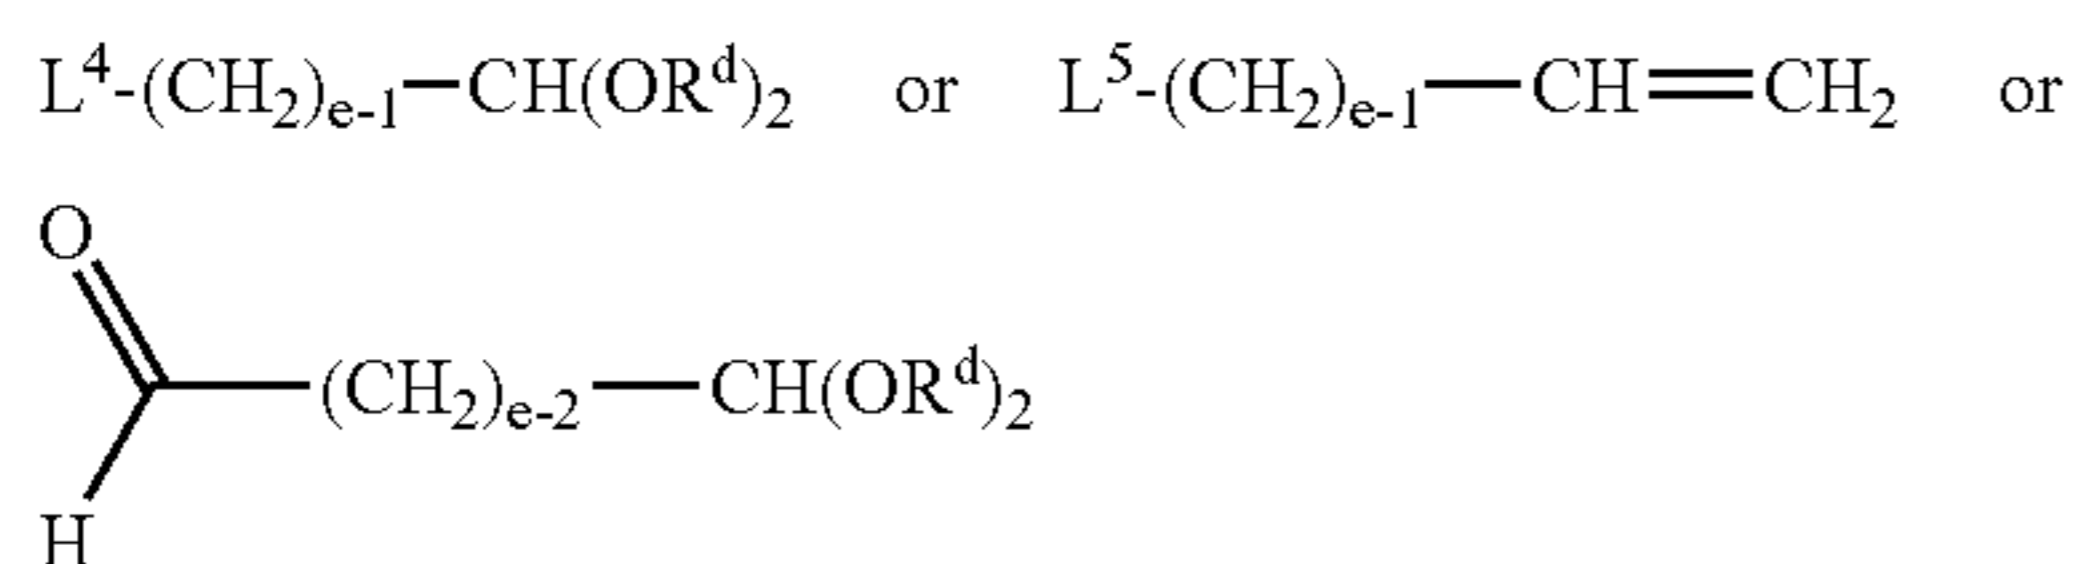 L⁴-(CH₂)ₑ₋₁—CH(ORᵈ)₂ or L⁵-(CH₂)ₑ₋₁—CH=CH₂ or
O
(CH₂)ₑ₋₂—CH(ORᵈ)₂
H